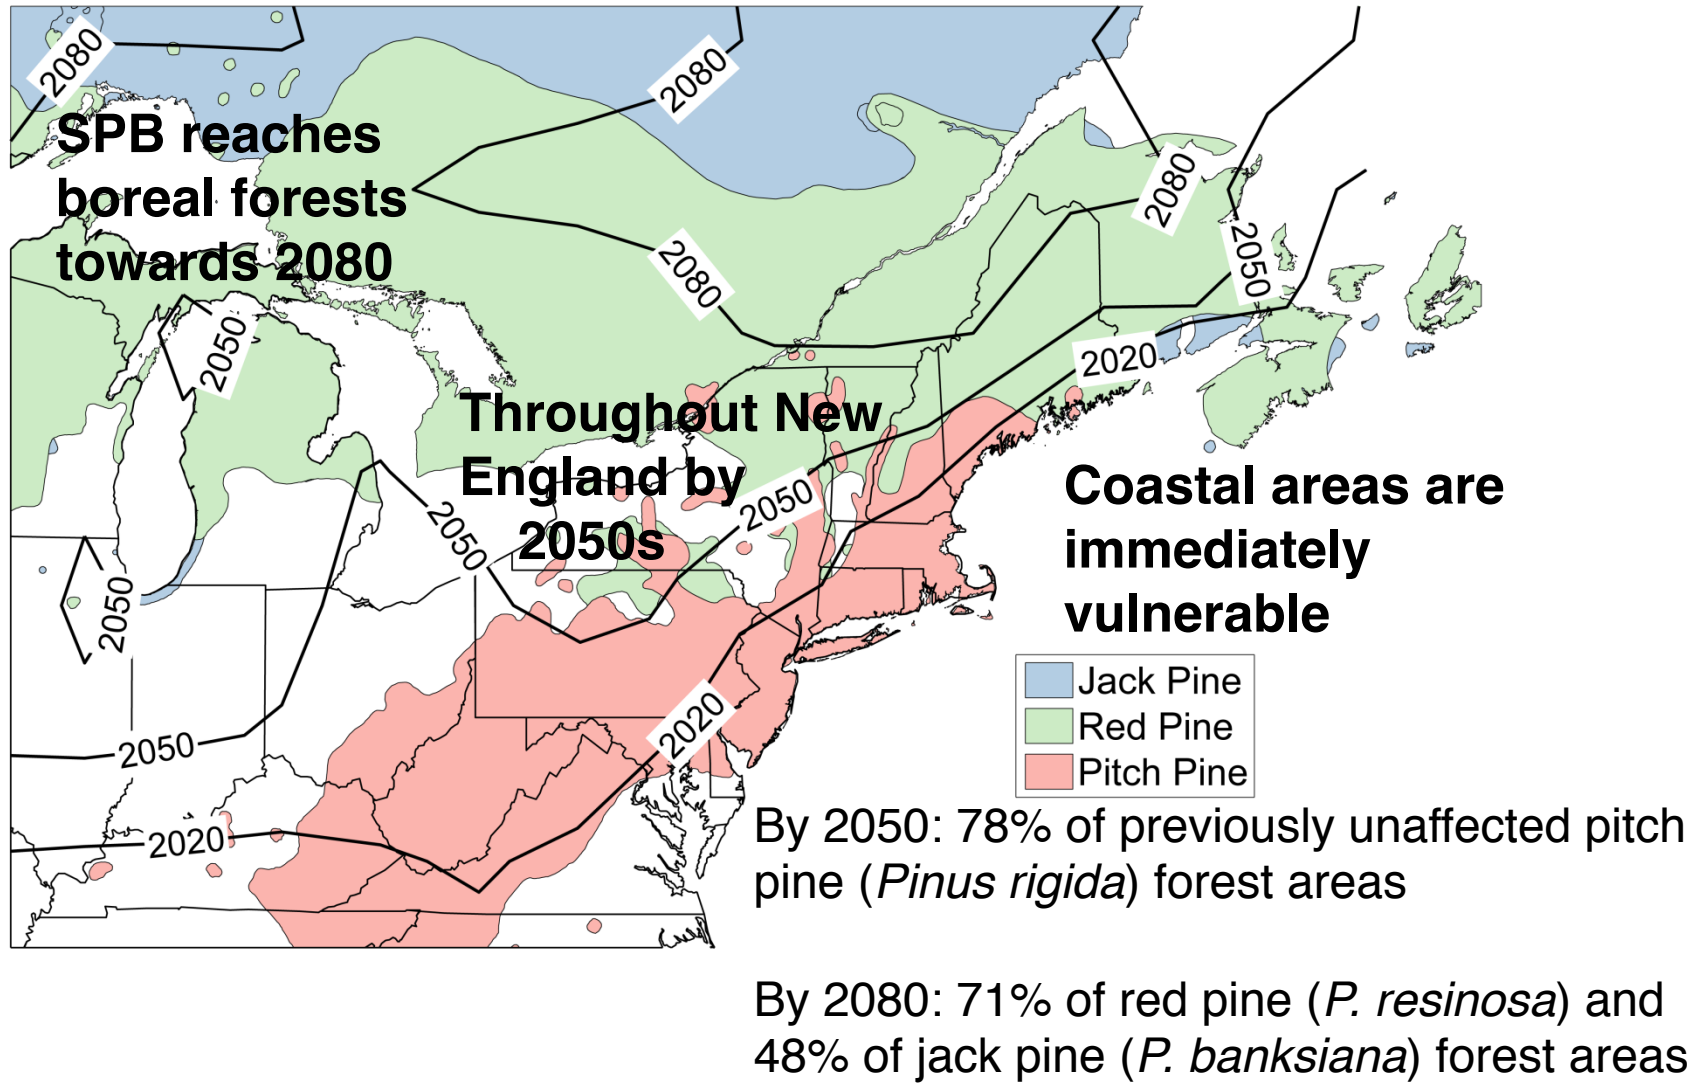 2080
2080
SPB reaches
boreal forests
towards 2080
2080
2080
2050
2050
2020
Throughout New
England by
2050s
2050
2050
2050
Coastal areas are
immediately
vulnerable
Jack Pine
Red Pine
Pitch Pine
2020
2050
2020
By 2050: 78% of previously unaffected pitch
pine (Pinus rigida) forest areas
By 2080: 71% of red pine (P. resinosa) and
48% of jack pine (P. banksiana) forest areas